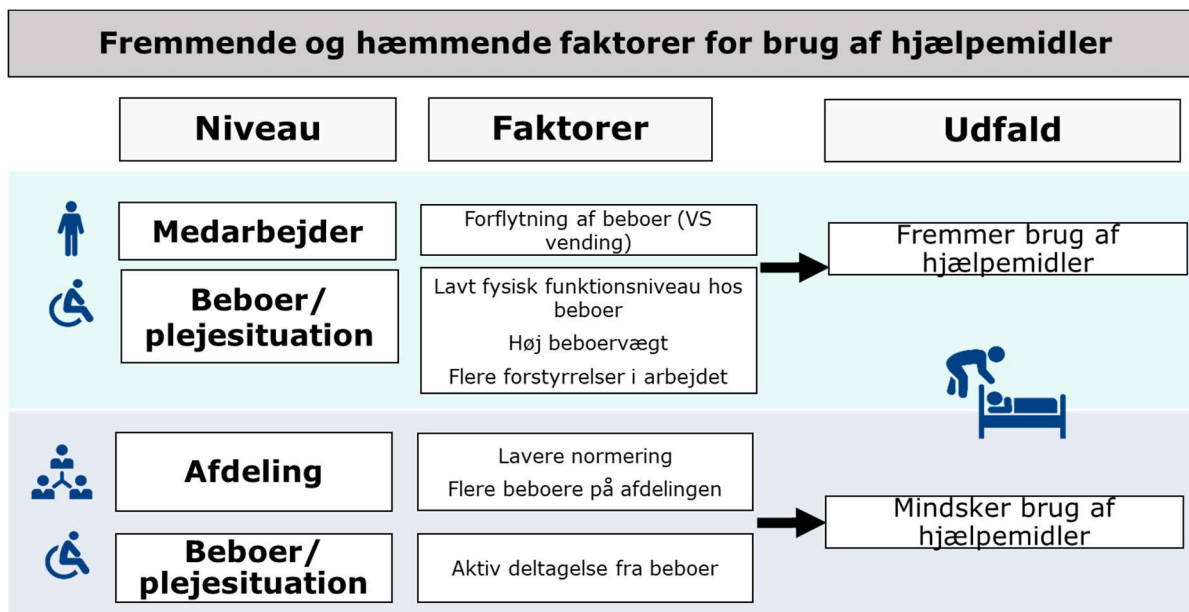 Fremmende og hæmmende faktorer for brug af hjælpemidler
Niveau
Faktorer
Udfald
Medarbejder
Forflytning af beboer (VS
vending)
Fremmer brug af
hjælpemidler
Beboer/
plejesituation
Lavt fysisk funktionsniveau hos
beboer
Høj beboervægt
Flere forstyrrelser i arbejdet
Afdeling
Lavere normering
Flere beboere på afdelingen
Mindsker brug af
hjælpemidler
Beboer/
plejesituation
Aktiv deltagelse fra beboer